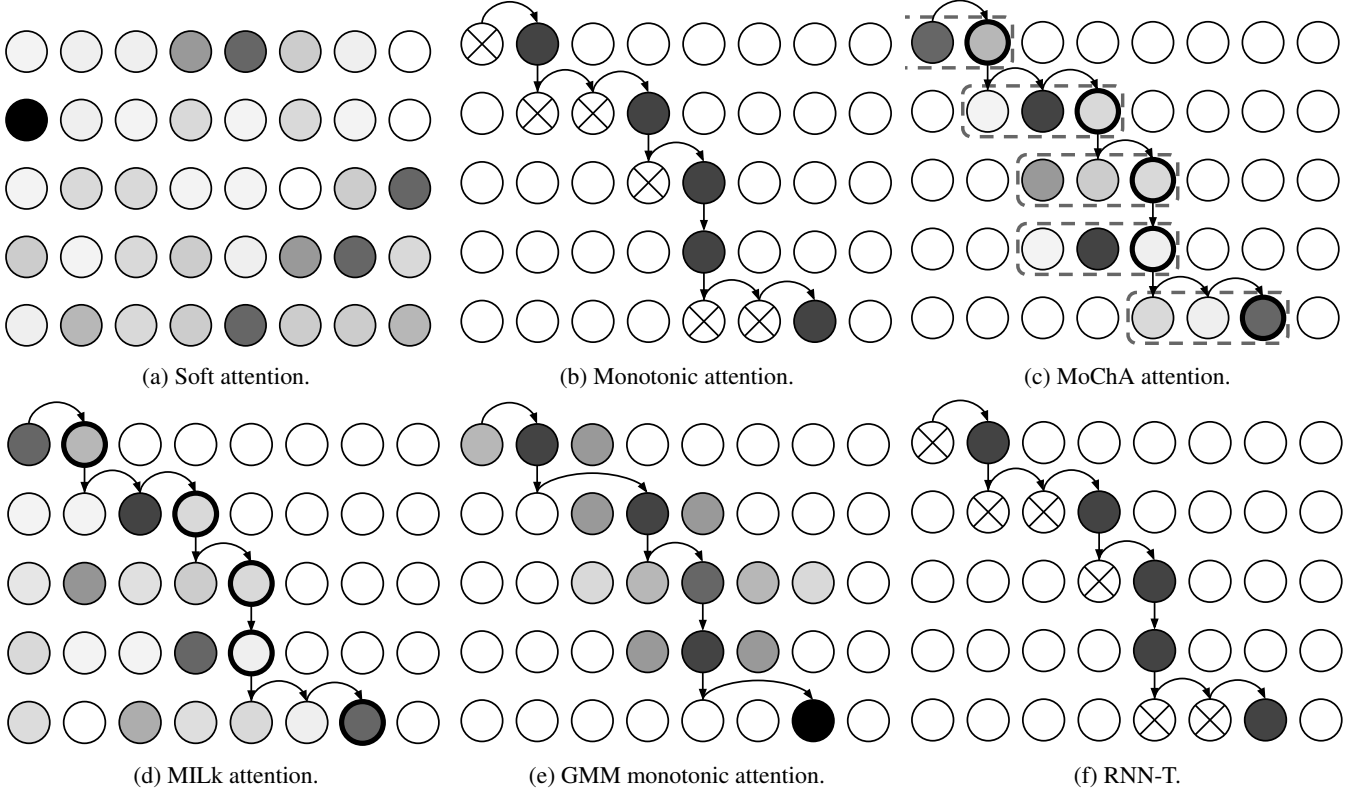 (a) Soft attention.
(b) Monotonic attention.
(c) MoChA attention.
(d) MILk attention.
(e) GMM monotonic attention.
(f) RNN-T.